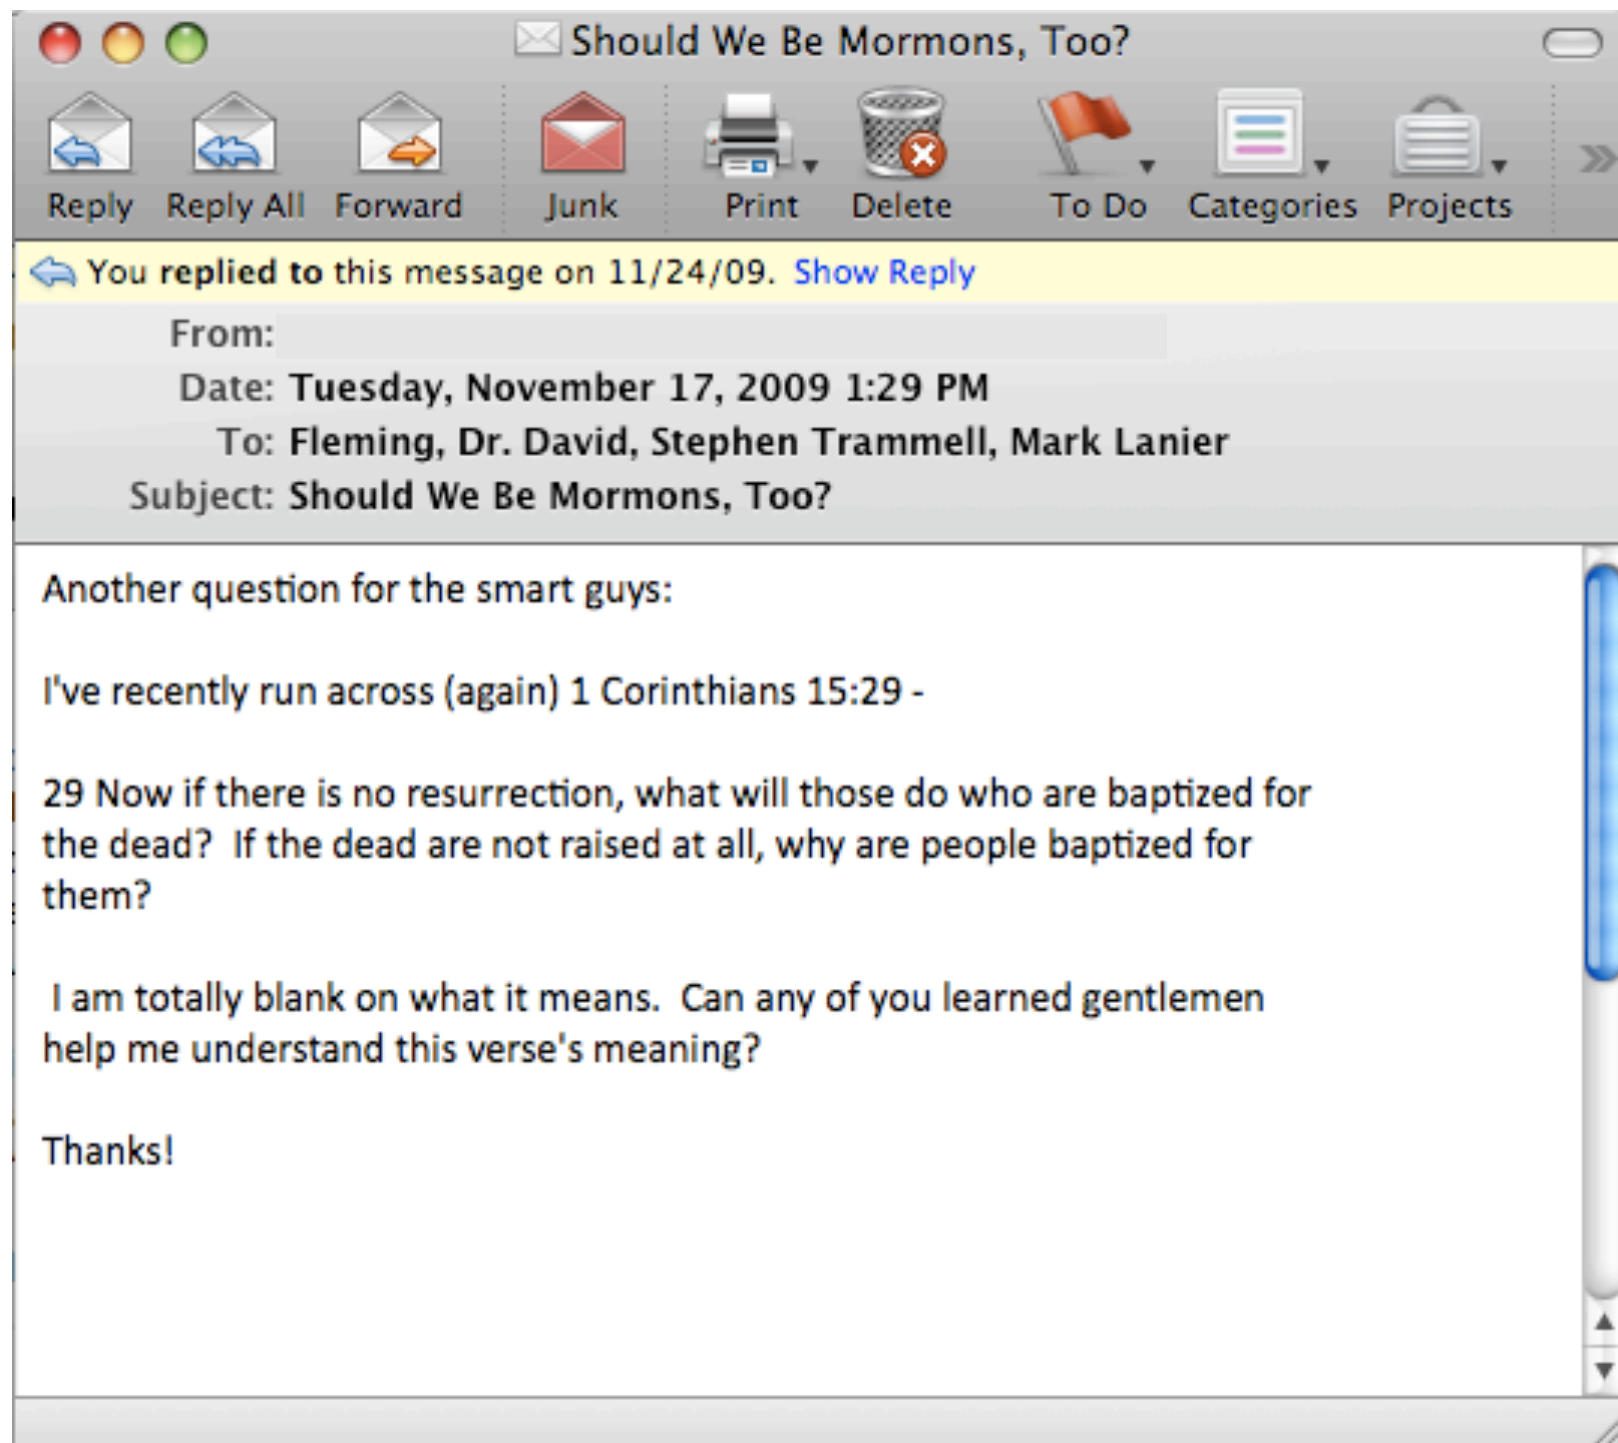 Should We Be Mormons, Too?
Reply Reply All Forward Junk Print Delete To Do Categories Projects
You replied to this message on 11/24/09. Show Reply
From:
Date: Tuesday, November 17, 2009 1:29 PM
To: Fleming, Dr. David, Stephen Trammell, Mark Lanier
Subject: Should We Be Mormons, Too?
Another question for the smart guys:
I've recently run across (again) 1 Corinthians 15:29 -
29 Now if there is no resurrection, what will those do who are baptized for
the dead?  If the dead are not raised at all, why are people baptized for
them?
I am totally blank on what it means.  Can any of you learned gentlemen
help me understand this verse's meaning?
Thanks!